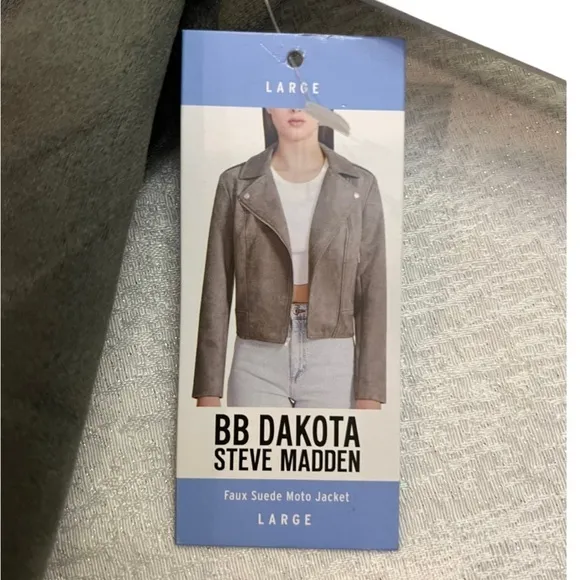 LARGE
BB DAKOTA
STEVE MADDEN
Faux Suede Moto Jacket
LARGE